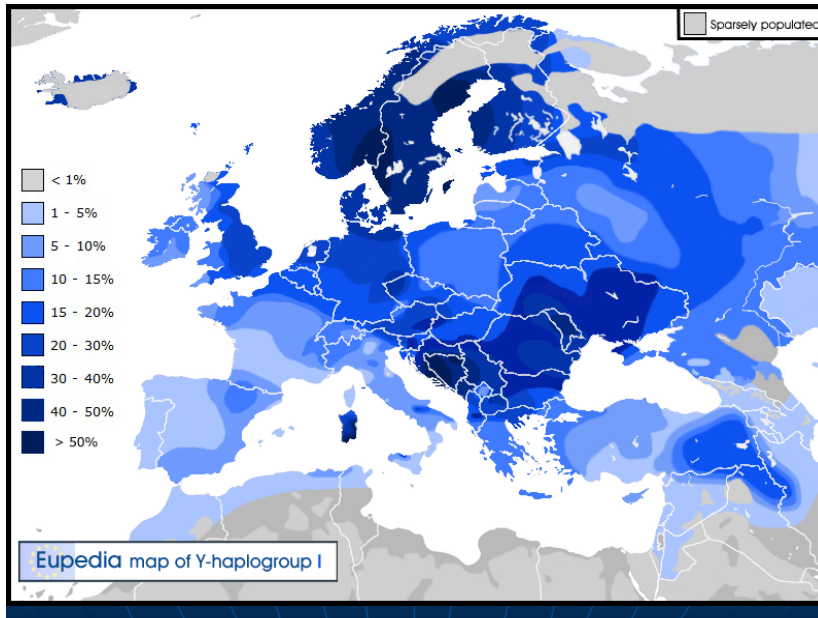 Sparsely populated
< 1%
1 - 5%
5 - 10%
10 - 15%
15 - 20%
20 - 30%
30 - 40%
40 - 50%
> 50%
Eupedia map of Y-haplogroup I